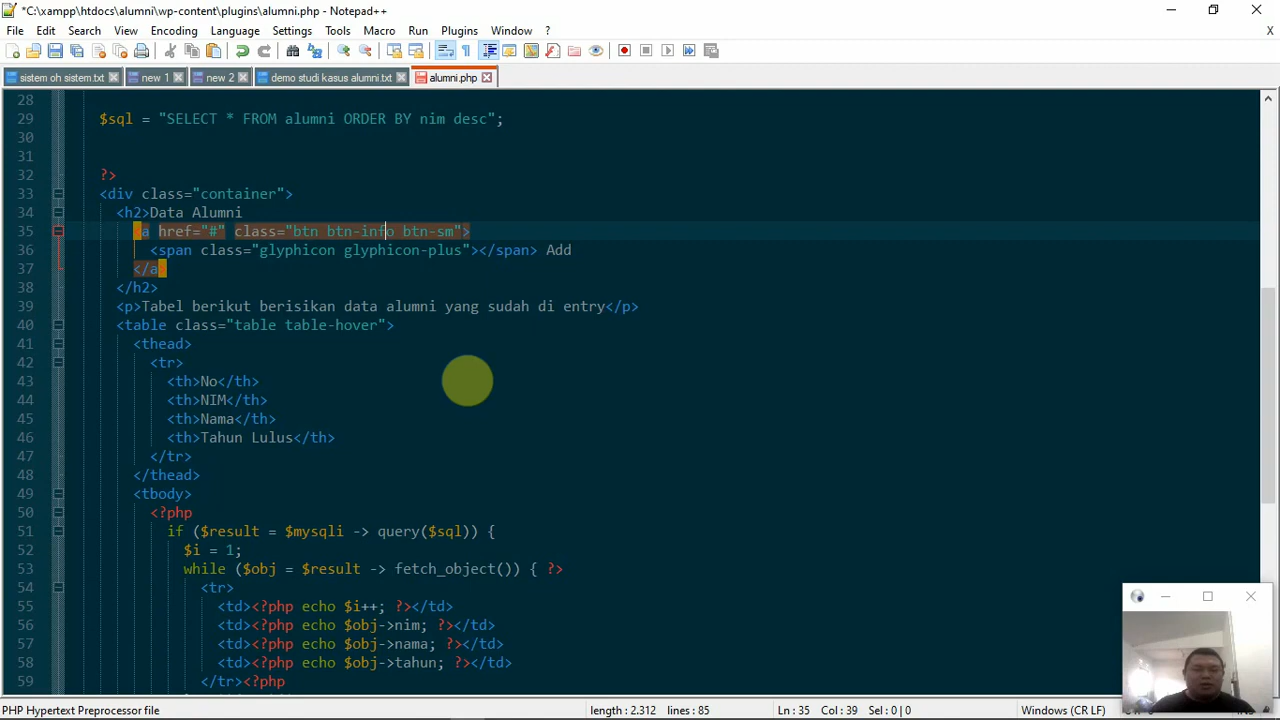 *C:\xampp\htdocs\alumni\wp-content\plugins\alumni.php - Notepad++
File Edit Search View Encoding Language Settings Tools Macro Run Plugins Window ? X
sistem oh sistem.txt new 1 new 2 demo studi kasus alumni.txt alumni.php
28
29 $sql = "SELECT * FROM alumni ORDER BY nim desc";
30
31
32 ?>
33 <div class="container">
34 <h2>Data Alumni
35 <a href="#" class="btn btn-info btn-sm">
36 <span class="glyphicon glyphicon-plus"></span> Add
37 </a>
38 </h2>
39 <p>Tabel berikut berisikan data alumni yang sudah di entry</p>
40 <table class="table table-hover">
41 <thead>
42 <tr>
43 <th>No</th>
44 <th>NIM</th>
45 <th>Nama</th>
46 <th>Tahun Lulus</th>
47 </tr>
48 </thead>
49 <tbody>
50 <?php
51 if ($result = $mysqli -> query($sql)) {
52 $i = 1;
53 while ($obj = $result -> fetch_object()) { ?>
54 <tr>
55 <td><?php echo $i++; ?></td>
56 <td><?php echo $obj->nim; ?></td>
57 <td><?php echo $obj->nama; ?></td>
58 <td><?php echo $obj->tahun; ?></td>
59 </tr><?php
PHP Hypertext Preprocessor file length : 2.312 lines : 85 Ln : 35 Col : 39 Sel : 0 | 0 Windows (CR LF)